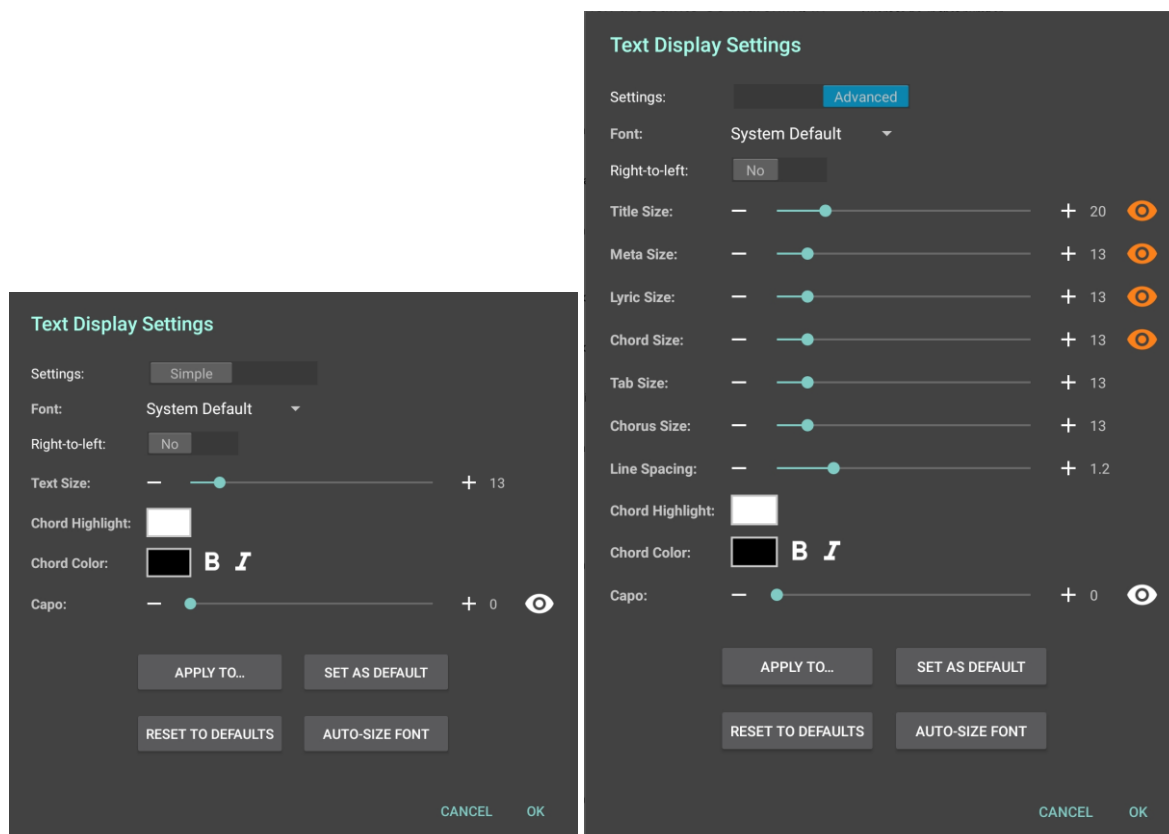 Text Display Settings
Settings: Simple
Font: System Default
Right-to-left: No
Text Size: 13
Chord Highlight:
Chord Color: B I
Capo: 0
APPLY TO... SET AS DEFAULT
RESET TO DEFAULTS AUTO-SIZE FONT
CANCEL OK
Text Display Settings
Settings: Advanced
Font: System Default
Right-to-left: No
Title Size: 20
Meta Size: 13
Lyric Size: 13
Chord Size: 13
Tab Size: 13
Chorus Size: 13
Line Spacing: 1.2
Chord Highlight:
Chord Color: B I
Capo: 0
APPLY TO... SET AS DEFAULT
RESET TO DEFAULTS AUTO-SIZE FONT
CANCEL OK